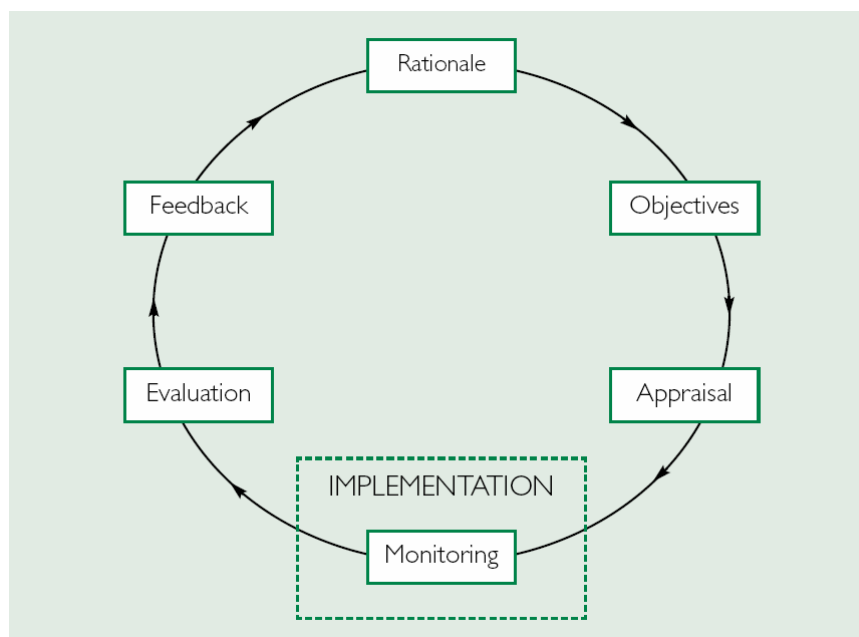 Rationale
Feedback
Objectives
Evaluation
Appraisal
IMPLEMENTATION
Monitoring